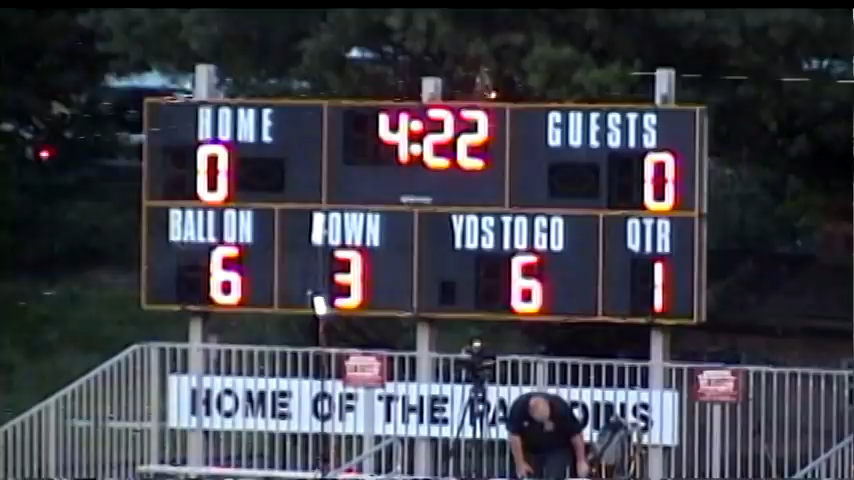 HOME 4:22 GUESTS
0 0
BALL ON DOWN YDS TO GO QTR
6 3 6 1
HOME OF THE